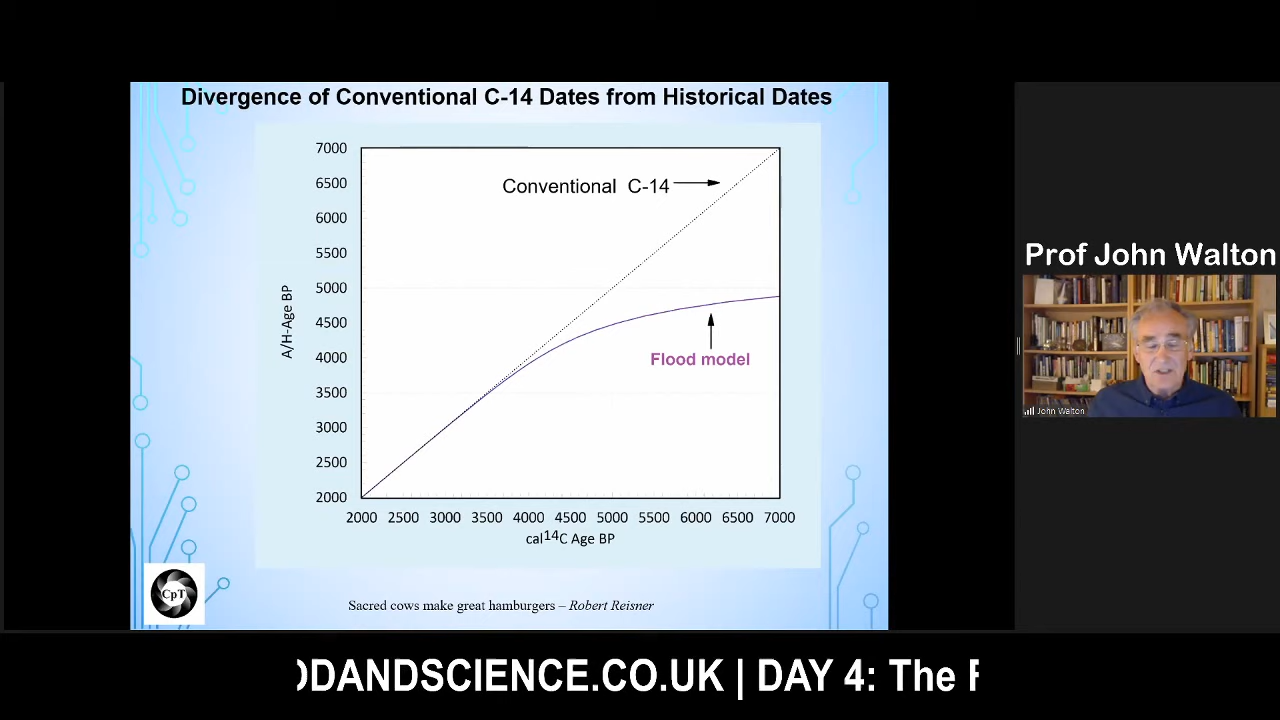 Divergence of Conventional C-14 Dates from Historical Dates
7000
6500
6000
5500
5000
4500
4000
3500
3000
2500
2000
A/H-Age BP
Conventional C-14
Flood model
2000 2500 3000 3500 4000 4500 5000 5500 6000 6500 7000
cal14C Age BP
CpT
Sacred cows make great hamburgers – Robert Reisner
Prof John Walton
John Walton
ODANDSCIENCE.CO.UK | DAY 4: The